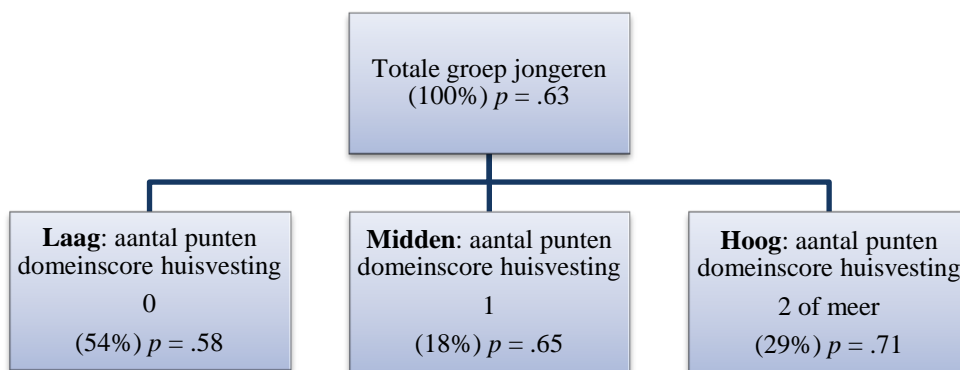 Totale groep jongeren
(100%) p = .63
Laag: aantal punten
domeinscore huisvesting
0
(54%) p = .58
Midden: aantal punten
domeinscore huisvesting
1
(18%) p = .65
Hoog: aantal punten
domeinscore huisvesting
2 of meer
(29%) p = .71